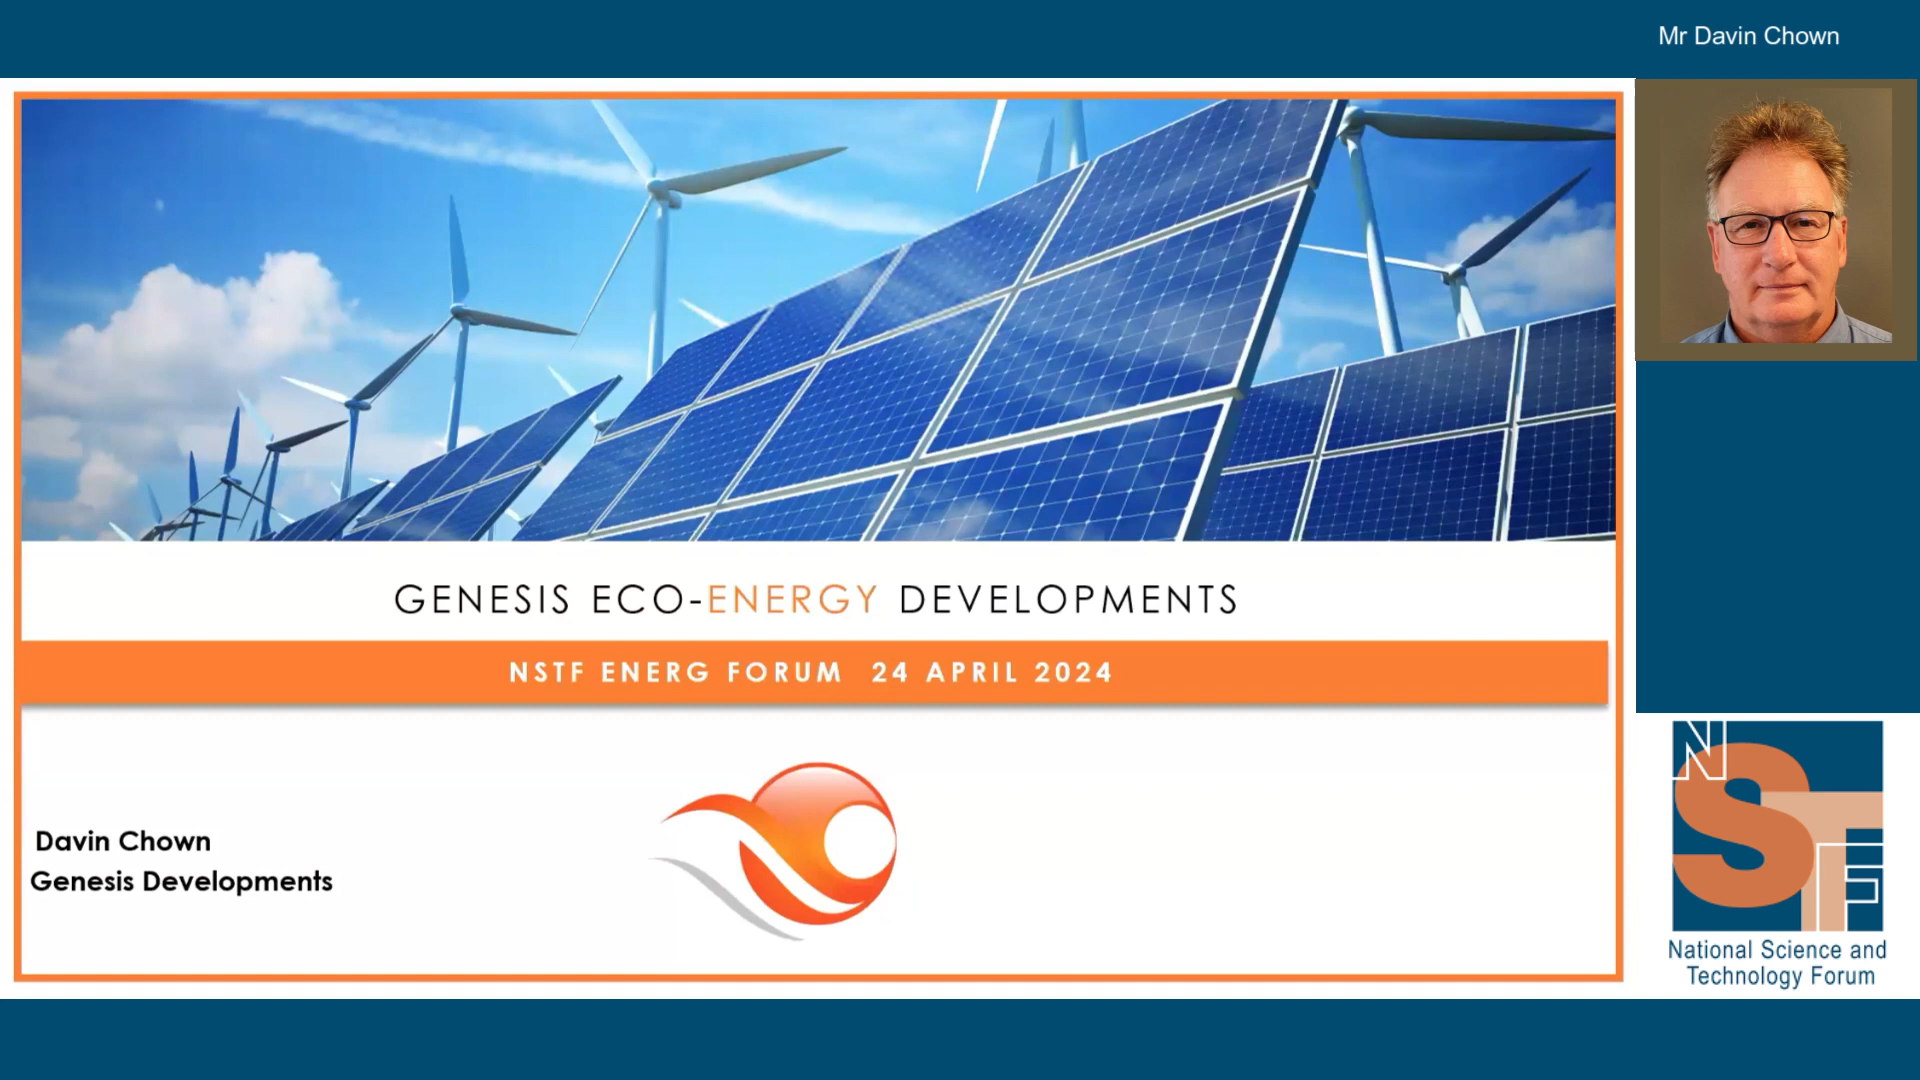 Mr Davin Chown
GENESIS ECO-ENERGY DEVELOPMENTS
NSTF ENERG FORUM 24 APRIL 2024
Davin Chown
Genesis Developments
NSTF
National Science and
Technology Forum